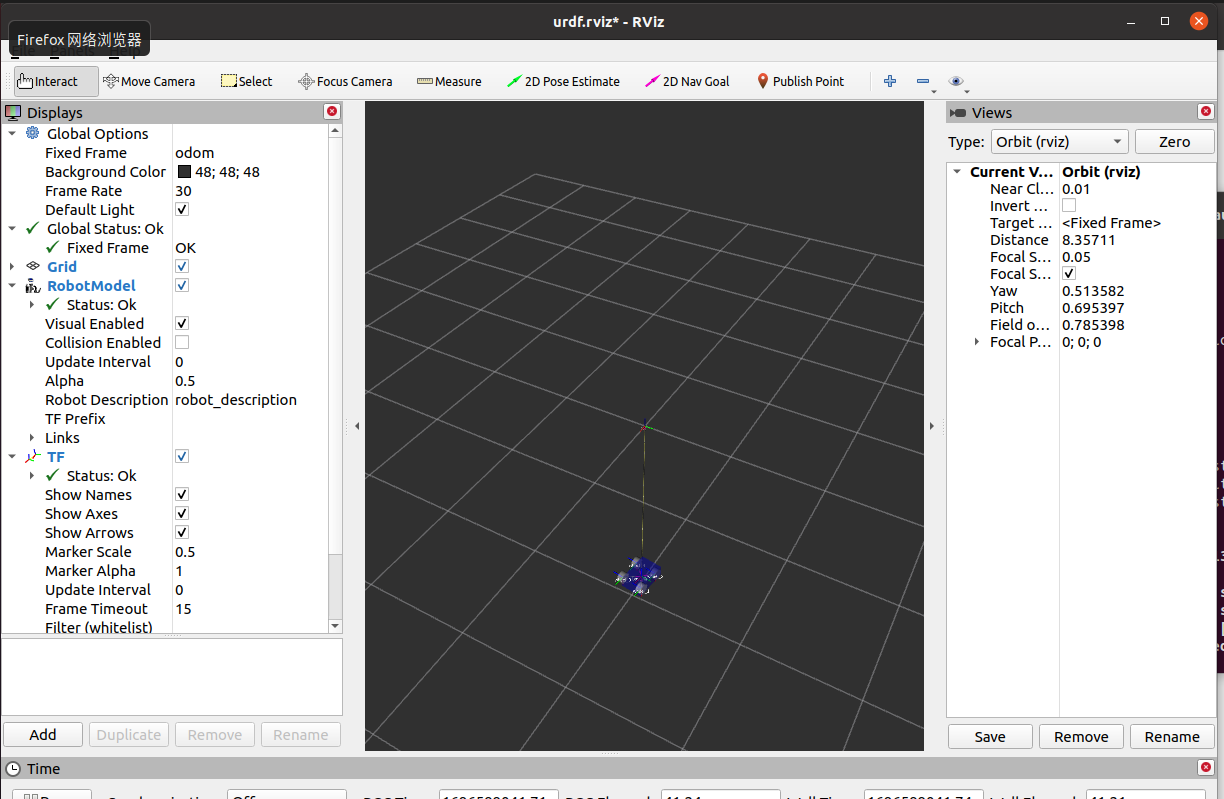 urdf.rviz* - RViz
Firefox 网络浏览器
Interact Move Camera Select Focus Camera Measure 2D Pose Estimate 2D Nav Goal Publish Point
Displays
Global Options
Fixed Frame odom
Background Color 48; 48; 48
Frame Rate 30
Default Light
Global Status: Ok
Fixed Frame OK
Grid
RobotModel
Status: Ok
Visual Enabled
Collision Enabled
Update Interval 0
Alpha 0.5
Robot Description robot_description
TF Prefix
Links
TF
Status: Ok
Show Names
Show Axes
Show Arrows
Marker Scale 0.5
Marker Alpha 1
Update Interval 0
Frame Timeout 15
Filter (whitelist)
Add Duplicate Remove Rename
Views
Type: Orbit (rviz) Zero
Current V... Orbit (rviz)
Near Cl... 0.01
Invert ...
Target ... <Fixed Frame>
Distance 8.35711
Focal S... 0.05
Focal S...
Yaw 0.513582
Pitch 0.695397
Field o... 0.785398
Focal P... 0; 0; 0
Save Remove Rename
Time